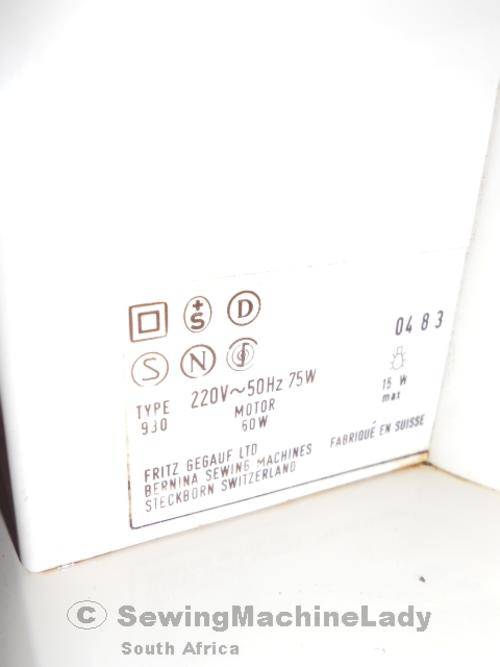 +S D
S N
0483
TYPE 220V~50Hz 75W 15 W
930 MOTOR max
60W
FRITZ GEGAUF LTD FABRIQUÉ EN SUISSE
BERNINA SEWING MACHINES
STECKBORN SWITZERLAND
© SewingMachineLady
South Africa